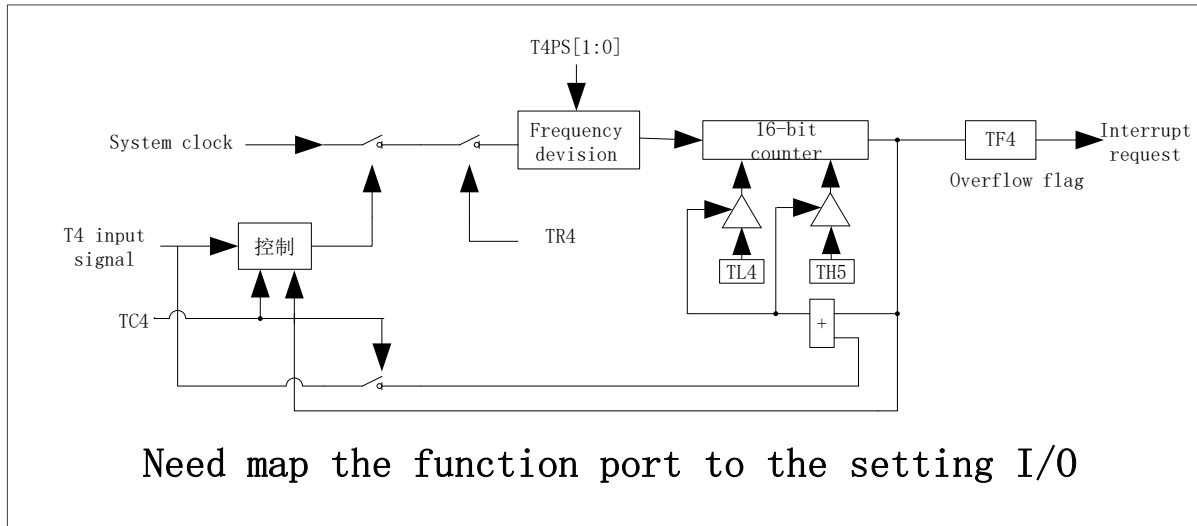 T4PS[1:0]
System clock
Frequency
devision
16-bit
counter
TF4
Interrupt
request
Overflow flag
T4 input
signal
控制
TR4
TL4
TH5
TC4
+
Need map the function port to the setting I/O